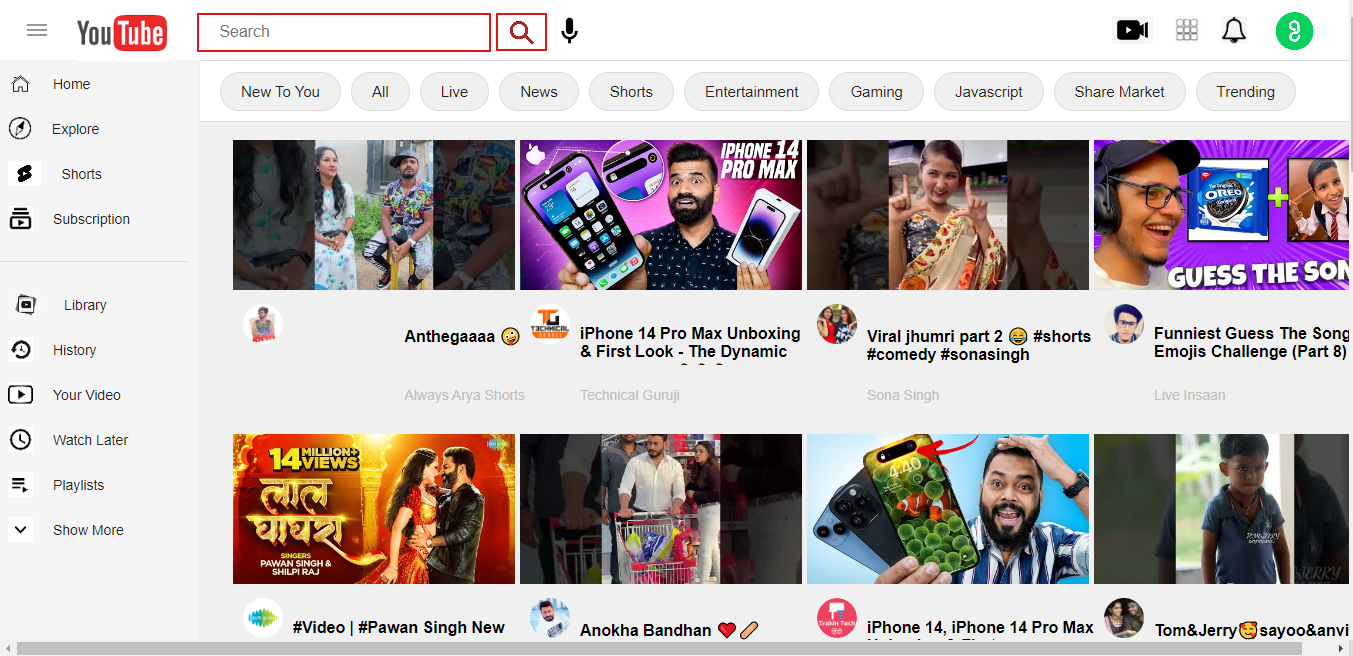 YouTube
Search
Home
Explore
Shorts
Subscription
Library
History
Your Video
Watch Later
Playlists
Show More
New To You
All
Live
News
Shorts
Entertainment
Gaming
Javascript
Share Market
Trending
IPHONE 14
PRO MAX
OREO
GUESS THE SON
Anthegaaaa 🤪
Always Arya Shorts
TECHNICAL
iPhone 14 Pro Max Unboxing
& First Look - The Dynamic
Technical Guruji
Viral jhumri part 2 😂 #shorts
#comedy #sonasingh
Sona Singh
Funniest Guess The Song
Emojis Challenge (Part 8)
Live Insaan
14 MILLION+
VIEWS
लाल
घाघरा
SINGERS
PAWAN SINGH &
SHILPI RAJ
4:40
#Video | #Pawan Singh New
Anokha Bandhan ❤️🩹
Trakin Tech
हिंदी
iPhone 14, iPhone 14 Pro Max
Tom&Jerry🥰sayoo&anvi